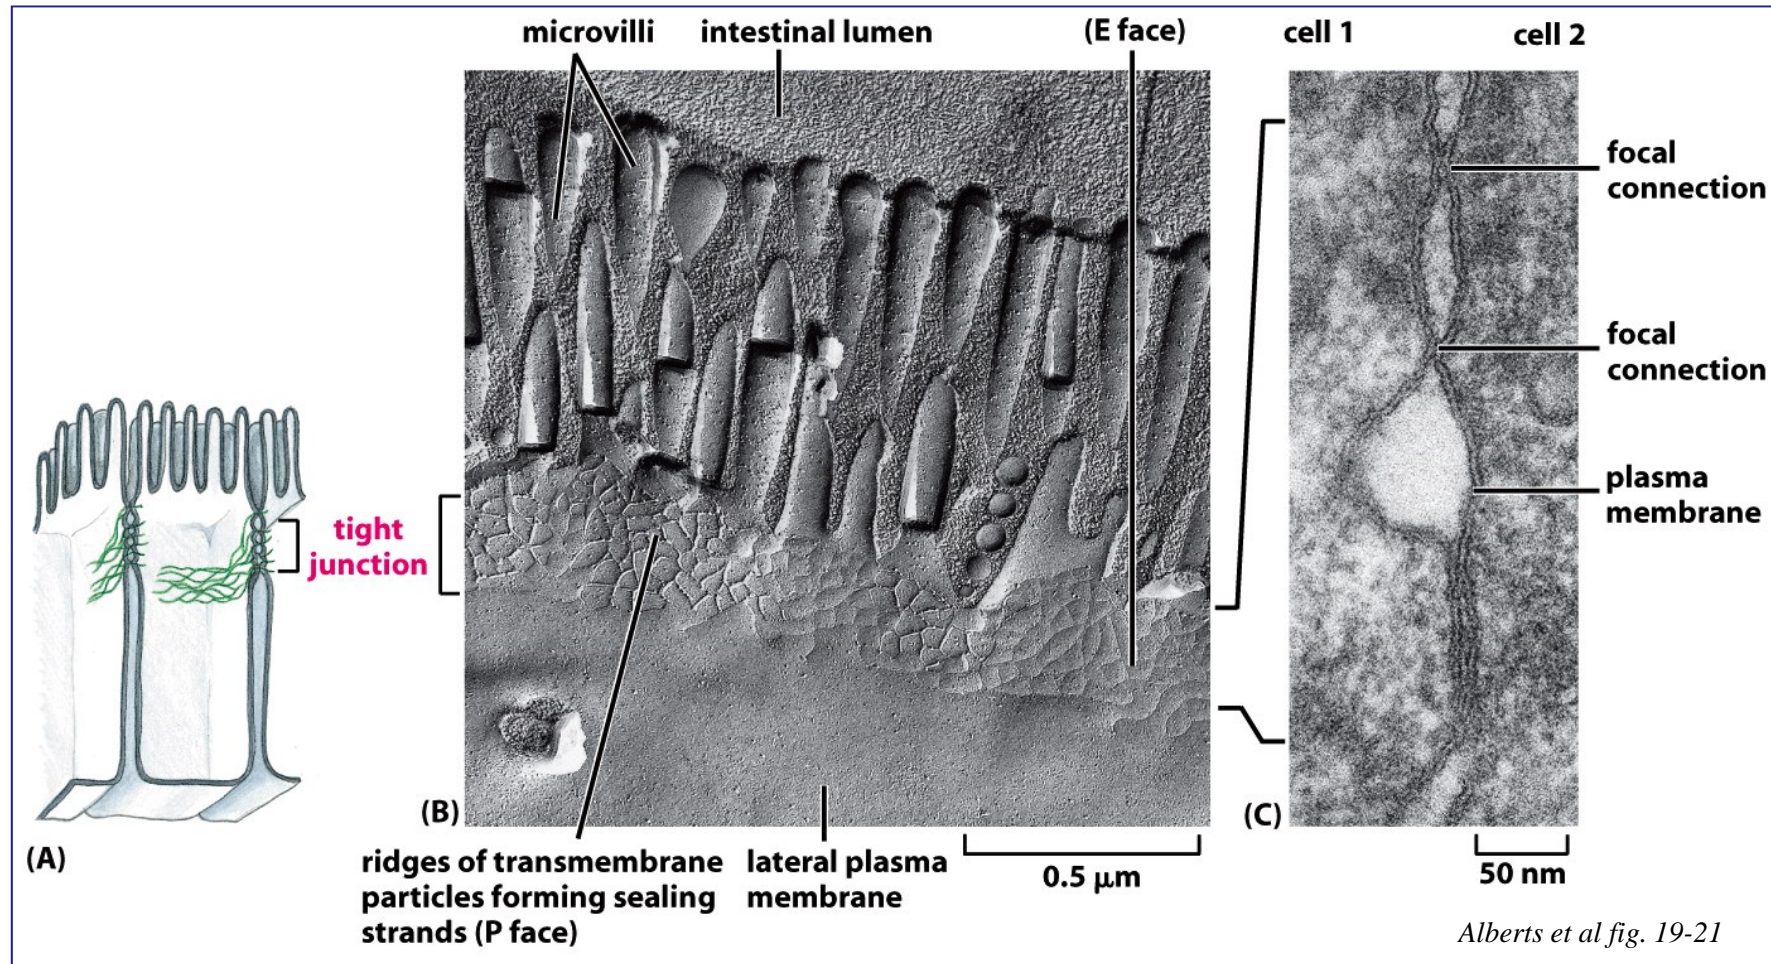 microvilli
intestinal lumen
(E face)
cell 1
cell 2
focal
connection
focal
connection
plasma
membrane
tight
junction
(A)
(B)
(C)
ridges of transmembrane
particles forming sealing
strands (P face)
lateral plasma
membrane
0.5 µm
50 nm
Alberts et al fig. 19-21